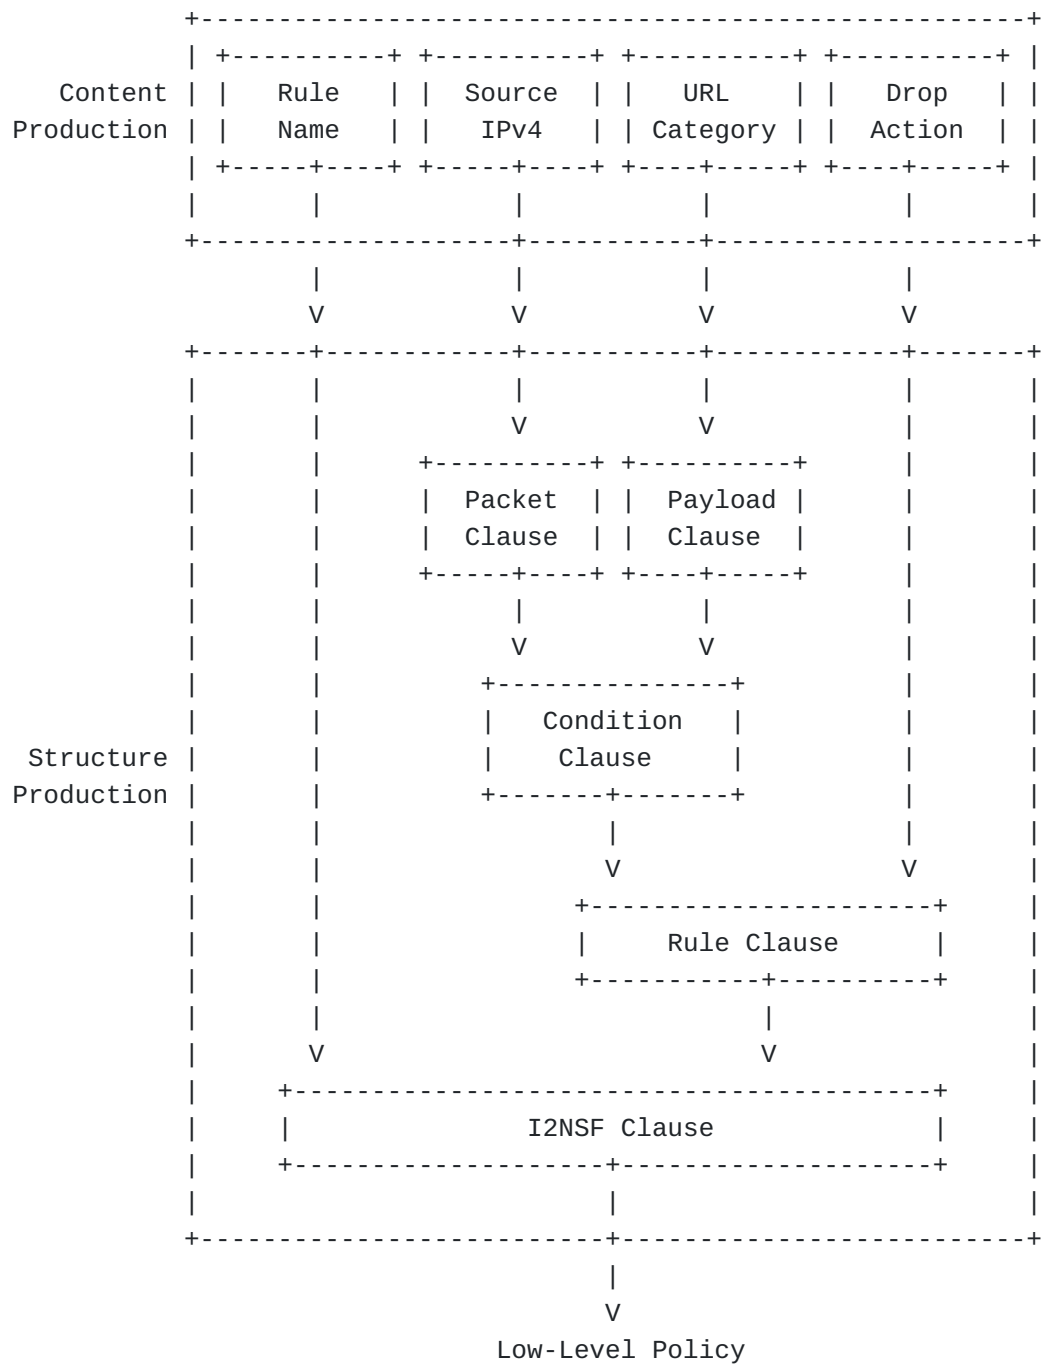 Content Production
Rule Name
Source IPv4
URL Category
Drop Action
Packet Clause
Payload Clause
Condition Clause
Structure Production
Rule Clause
I2NSF Clause
Low-Level Policy